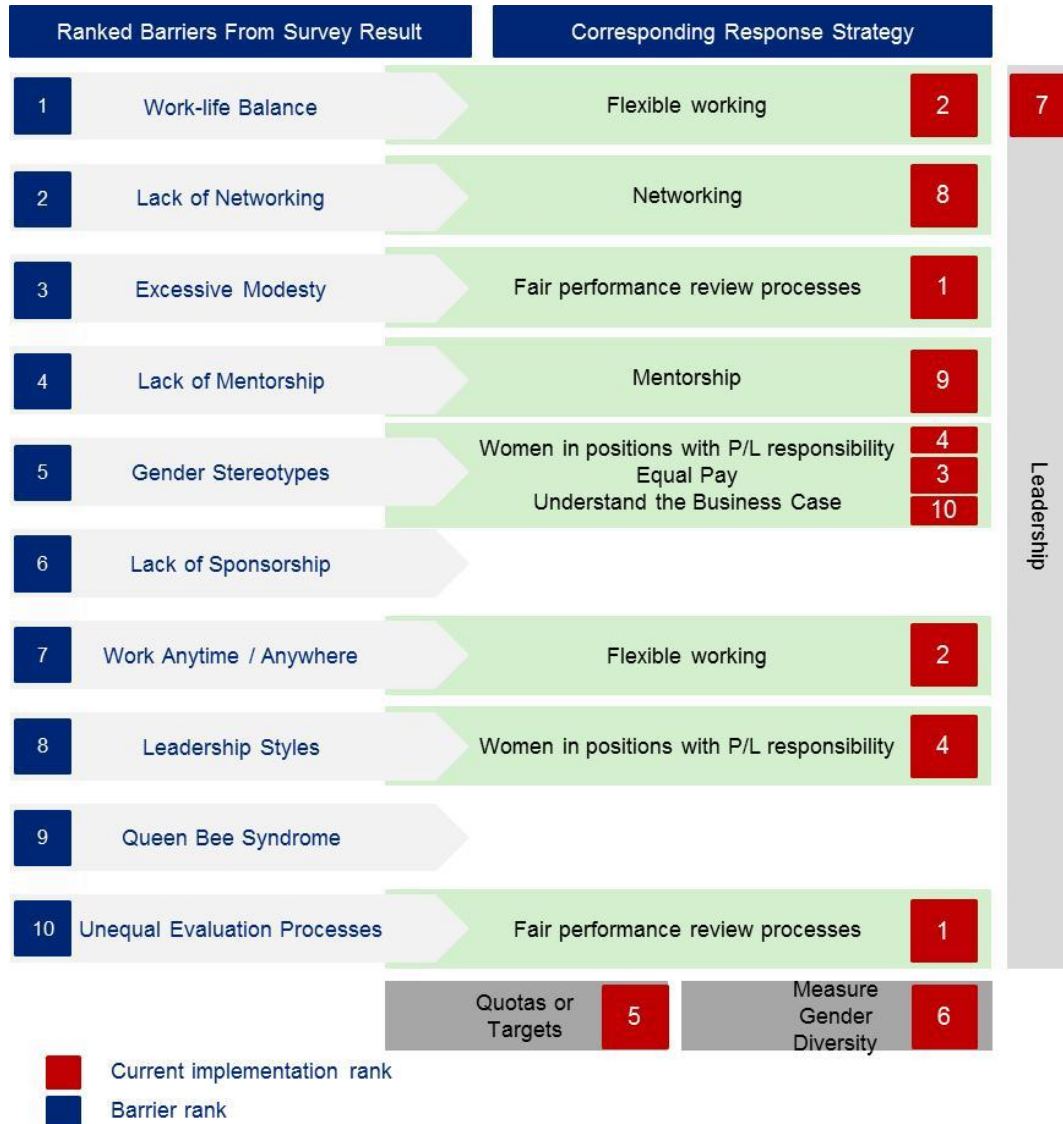 Ranked Barriers From Survey Result
Corresponding Response Strategy
1
Work-life Balance
Flexible working
2
7
2
Lack of Networking
Networking
8
3
Excessive Modesty
Fair performance review processes
1
4
Lack of Mentorship
Mentorship
9
5
Gender Stereotypes
Women in positions with P/L responsibility
4
Equal Pay
3
Understand the Business Case
10
Leadership
6
Lack of Sponsorship
7
Work Anytime / Anywhere
Flexible working
2
8
Leadership Styles
Women in positions with P/L responsibility
4
9
Queen Bee Syndrome
10
Unequal Evaluation Processes
Fair performance review processes
1
Quotas or
Targets
5
Measure
Gender
Diversity
6
Current implementation rank
Barrier rank